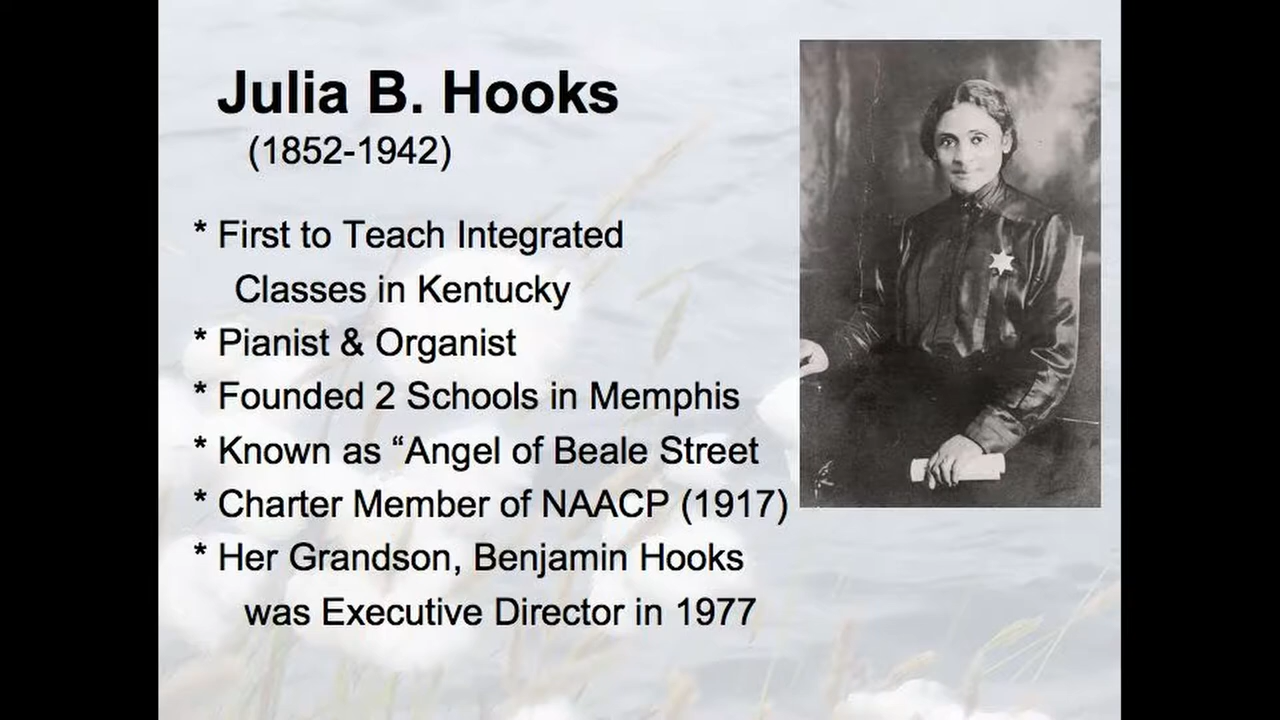 Julia B. Hooks
(1852-1942)
* First to Teach Integrated
Classes in Kentucky
* Pianist & Organist
* Founded 2 Schools in Memphis
* Known as “Angel of Beale Street
* Charter Member of NAACP (1917)
* Her Grandson, Benjamin Hooks
was Executive Director in 1977